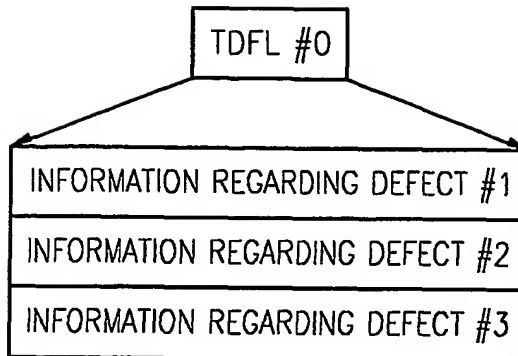 TDFL #0
INFORMATION REGARDING DEFECT #1
INFORMATION REGARDING DEFECT #2
INFORMATION REGARDING DEFECT #3